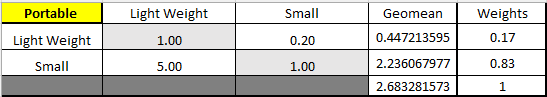 Portable Light Weight Small Geomean Weights
Light Weight 1.00 0.20 0.447213595 0.17
Small 5.00 1.00 2.236067977 0.83
2.683281573 1